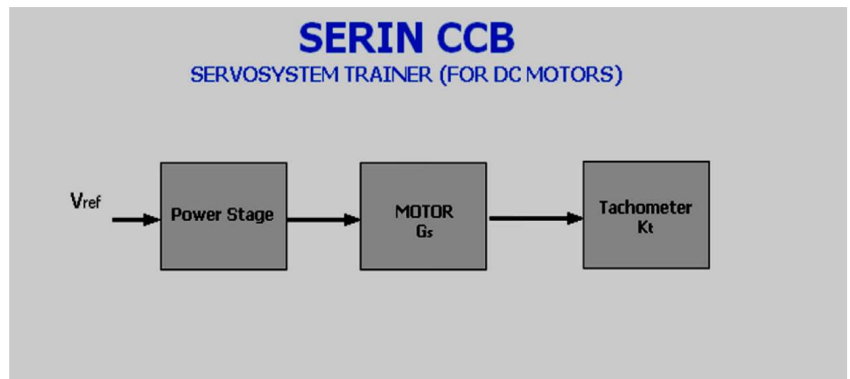 SERIN CCB
SERVOSYSTEM TRAINER (FOR DC MOTORS)
Vref
Power Stage
MOTOR
Gs
Tachometer
Kt